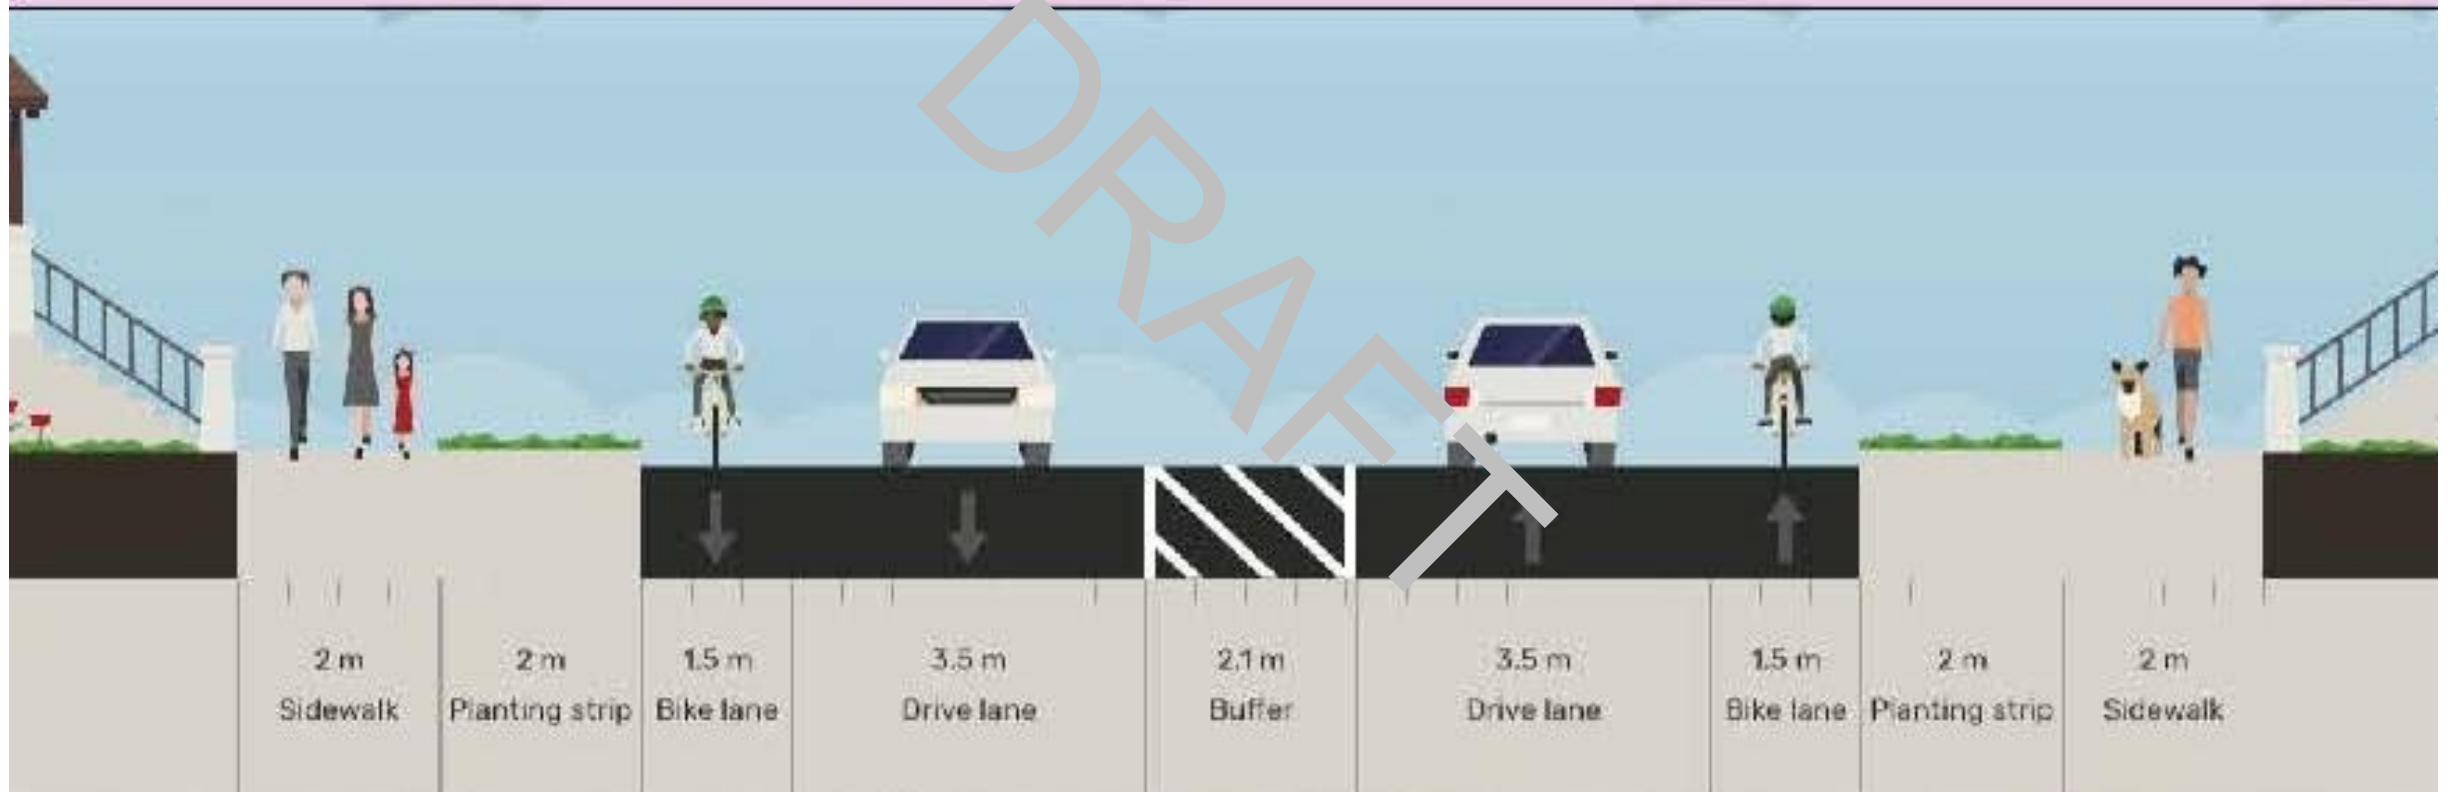 DRAFT
2 m
Sidewalk
2 m
Planting strip
1.5 m
Bike lane
3.5 m
Drive lane
2.1 m
Buffer
3.5 m
Drive lane
1.5 m
Bike lane
2 m
Planting strip
2 m
Sidewalk